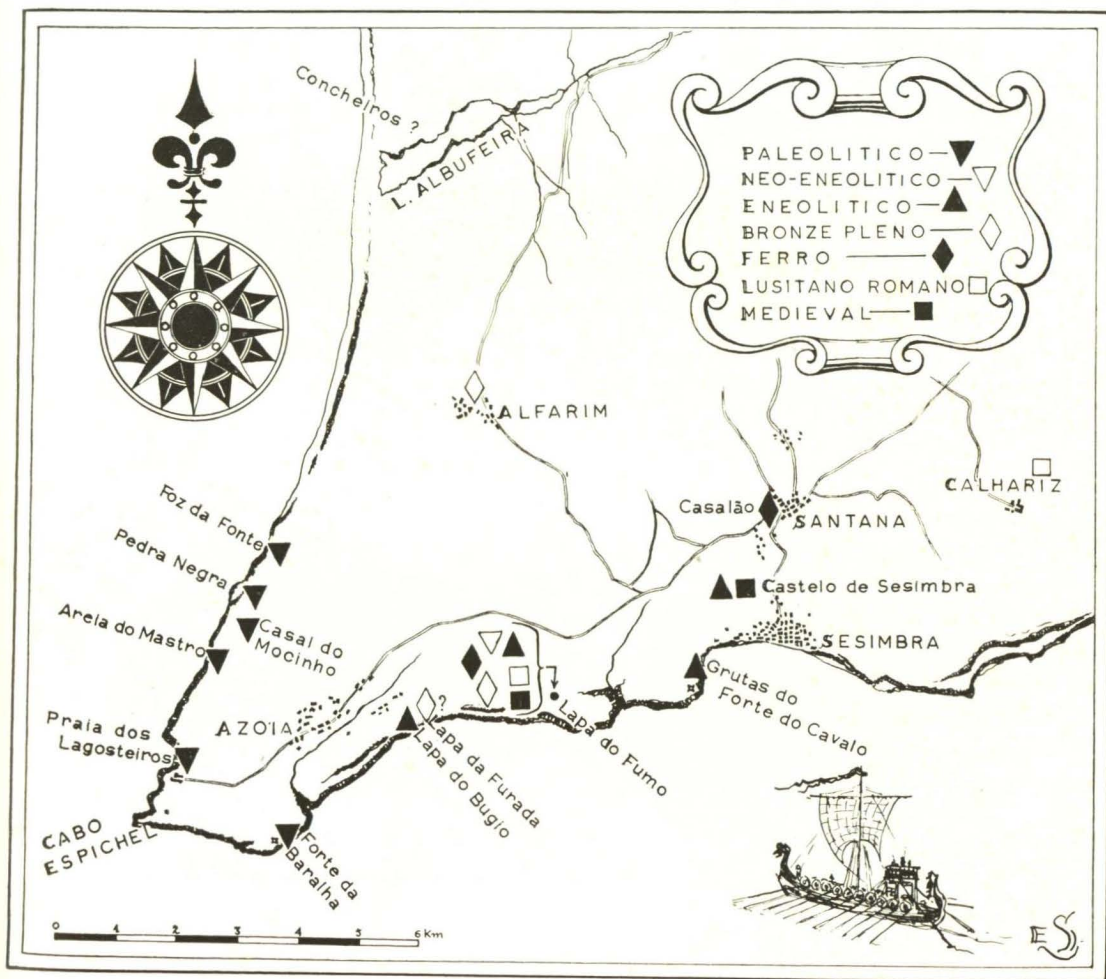 Concheiros ?
L. ALBUFEIRA
PALEOLITICO
NEO-ENEOLITICO
ENEOLITICO
BRONZE PLENO
FERRO
LUSITANO ROMANO
MEDIEVAL
ALFARIM
CALHARIZ
Casalão
SANTANA
Foz da Fonte
Pedra Negra
Casal do
Mocinho
Areia do Mastro
Castelo de Sesimbra
SESIMBRA
Grutas do
Forte do Cavalo
Praia dos
Lagosteiros
AZOIA
?
Lapa da Furada
Lapa do Bugio
Lapa do Fumo
CABO
ESPICHEL
Forte da
Baralha
0 1 2 3 4 5 6 Km
ES